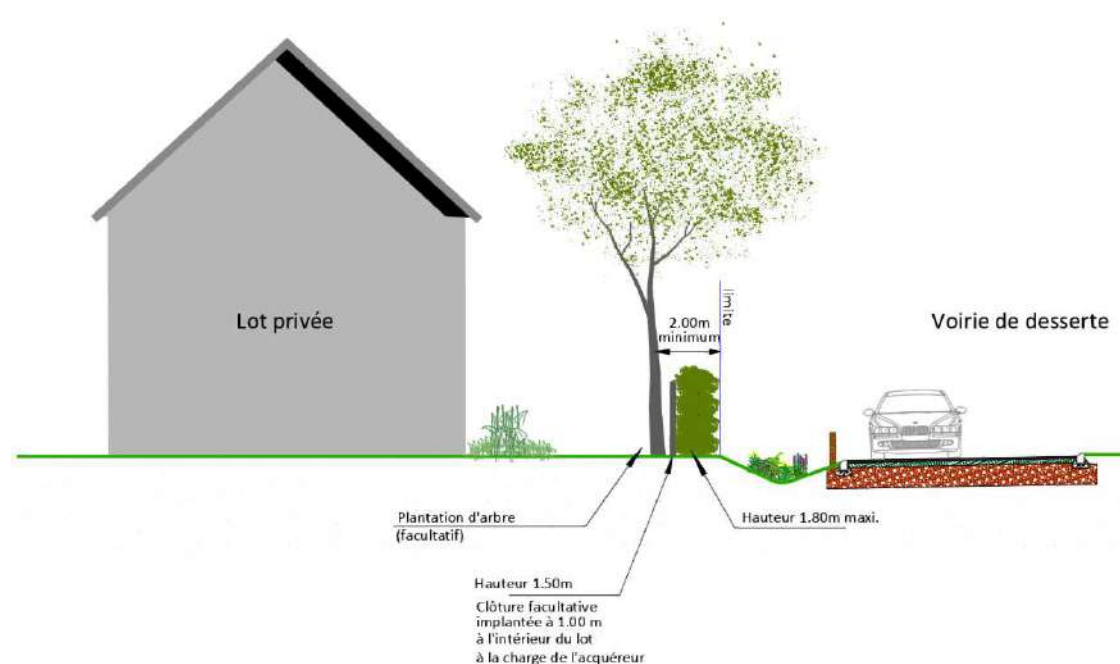 limite
2.00m
minimum
Lot privée
Voirie de desserte
Plantation d'arbre
(facultatif)
Hauteur 1.80m maxi.
Hauteur 1.50m
Clôture facultative
implantée à 1.00 m
à l'intérieur du lot
à la charge de l'acquéreur